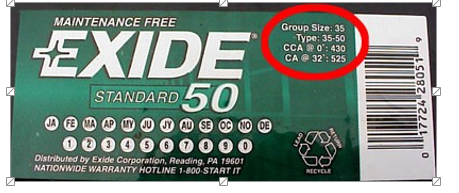 MAINTENANCE FREE
EXIDE®
STANDARD 50
Group Size: 35
Type: 35-50
CCA @ 0°: 430
CA @ 32°: 525
JA FE MA AP MY JU JY AU SE OC NO DE
1 2 3 4 5 6 7 8 9 0
Distributed by Exide Corporation, Reading, PA 19601
NATIONWIDE WARRANTY HOTLINE 1-800-START IT
LEAD RETURN
RECYCLE
0 17724 28051 9